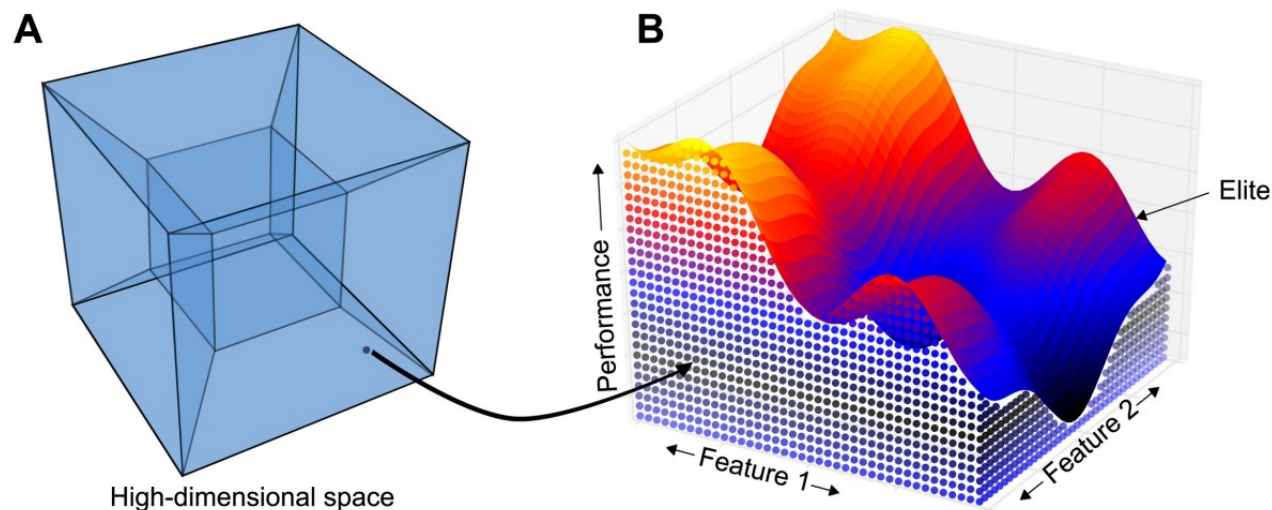 A
B
Elite
Performance
Feature 1
Feature 2
High-dimensional space